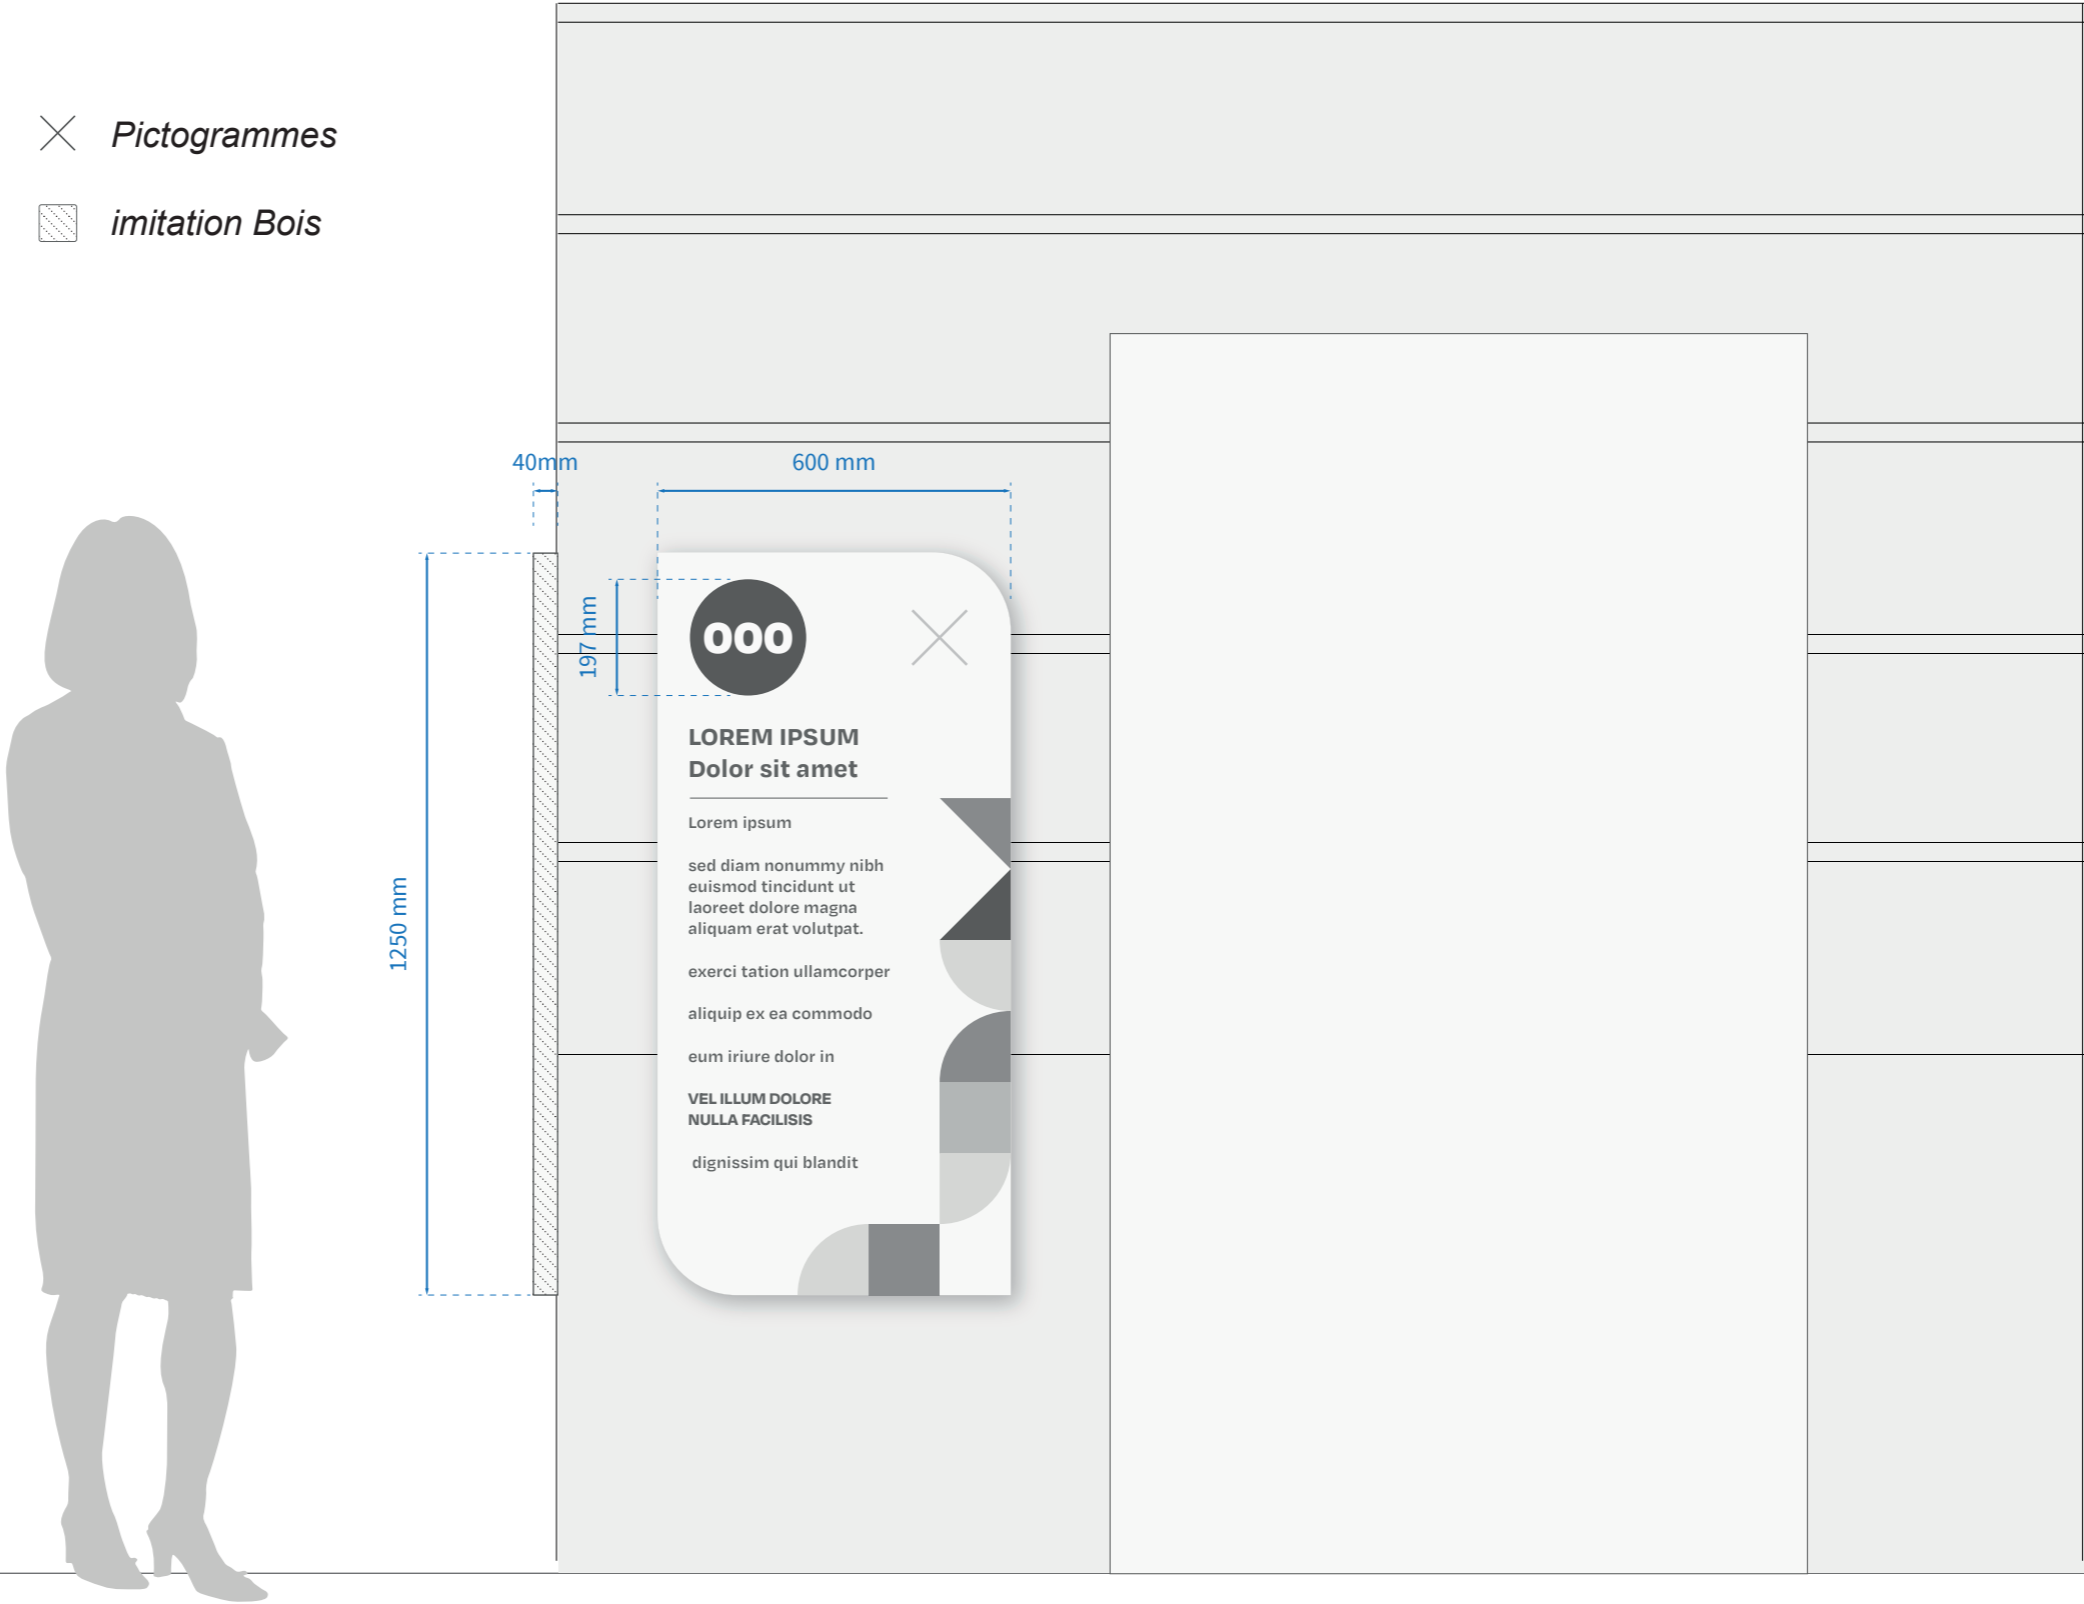 Pictogrammes
imitation Bois
40mm
600 mm
197 mm
1250 mm
000
LOREM IPSUM
Dolor sit amet
Lorem ipsum
sed diam nonummy nibh
euismod tincidunt ut
laoreet dolore magna
aliquam erat volutpat.
exerci tation ullamcorper
aliquip ex ea commodo
eum iriure dolor in
VEL ILLUM DOLORE
NULLA FACILISIS
dignissim qui blandit